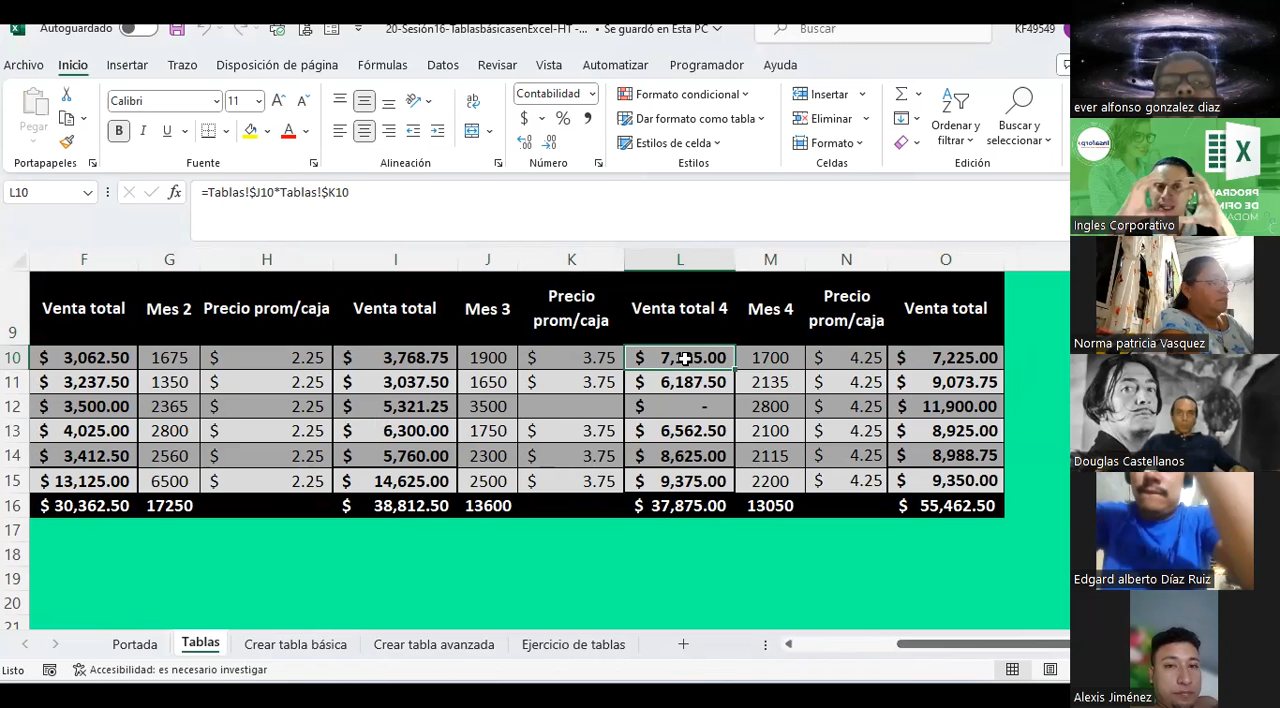 Autoguardado
20-Sesión16-TablasbásicasenExcel-HT -... • Se guardó en Esta PC
Buscar
KF49549
Archivo Inicio Insertar Trazo Disposición de página Fórmulas Datos Revisar Vista Automatizar Programador Ayuda
Pegar
Calibri 11
N K S
Contabilidad
$ % ,
Formato condicional
Dar formato como tabla
Estilos de celda
Insertar
Eliminar
Formato
Ordenar y filtrar
Buscar y seleccionar
Portapapeles Fuente Alineación Número Estilos Celdas Edición
L10 fx =Tablas!$J10*Tablas!$K10
F G H I J K L M N O
9 Venta total Mes 2 Precio prom/caja Venta total Mes 3 Precio prom/caja Venta total 4 Mes 4 Precio prom/caja Venta total
10 $ 3,062.50 1675 $ 2.25 $ 3,768.75 1900 $ 3.75 $ 1700 $ 4.25 $ 7,225.00
11 $ 3,237.50 1350 $ 2.25 $ 3,037.50 1650 $ 3.75 $ 6,187.50 2135 $ 4.25 $ 9,073.75
12 $ 3,500.00 2365 $ 2.25 $ 5,321.25 3500 $ - 2800 $ 4.25 $ 11,900.00
13 $ 4,025.00 2800 $ 2.25 $ 6,300.00 1750 $ 3.75 $ 6,562.50 2100 $ 4.25 $ 8,925.00
14 $ 3,412.50 2560 $ 2.25 $ 5,760.00 2300 $ 3.75 $ 8,625.00 2115 $ 4.25 $ 8,988.75
15 $ 13,125.00 6500 $ 2.25 $ 14,625.00 2500 $ 3.75 $ 9,375.00 2200 $ 4.25 $ 9,350.00
16 $ 30,362.50 17250 $ 38,812.50 13600 $ 37,875.00 13050 $ 55,462.50
17
18
19
20
21
Portada Tablas Crear tabla básica Crear tabla avanzada Ejercicio de tablas
Listo Accesibilidad: es necesario investigar
ever alfonso gonzalez diaz
Insaforp
X
PROGRAM
DE OFIM
MODA
Ingles Corporativo
Norma patricia Vasquez
Douglas Castellanos
Edgard alberto Díaz Ruiz
Alexis Jiménez